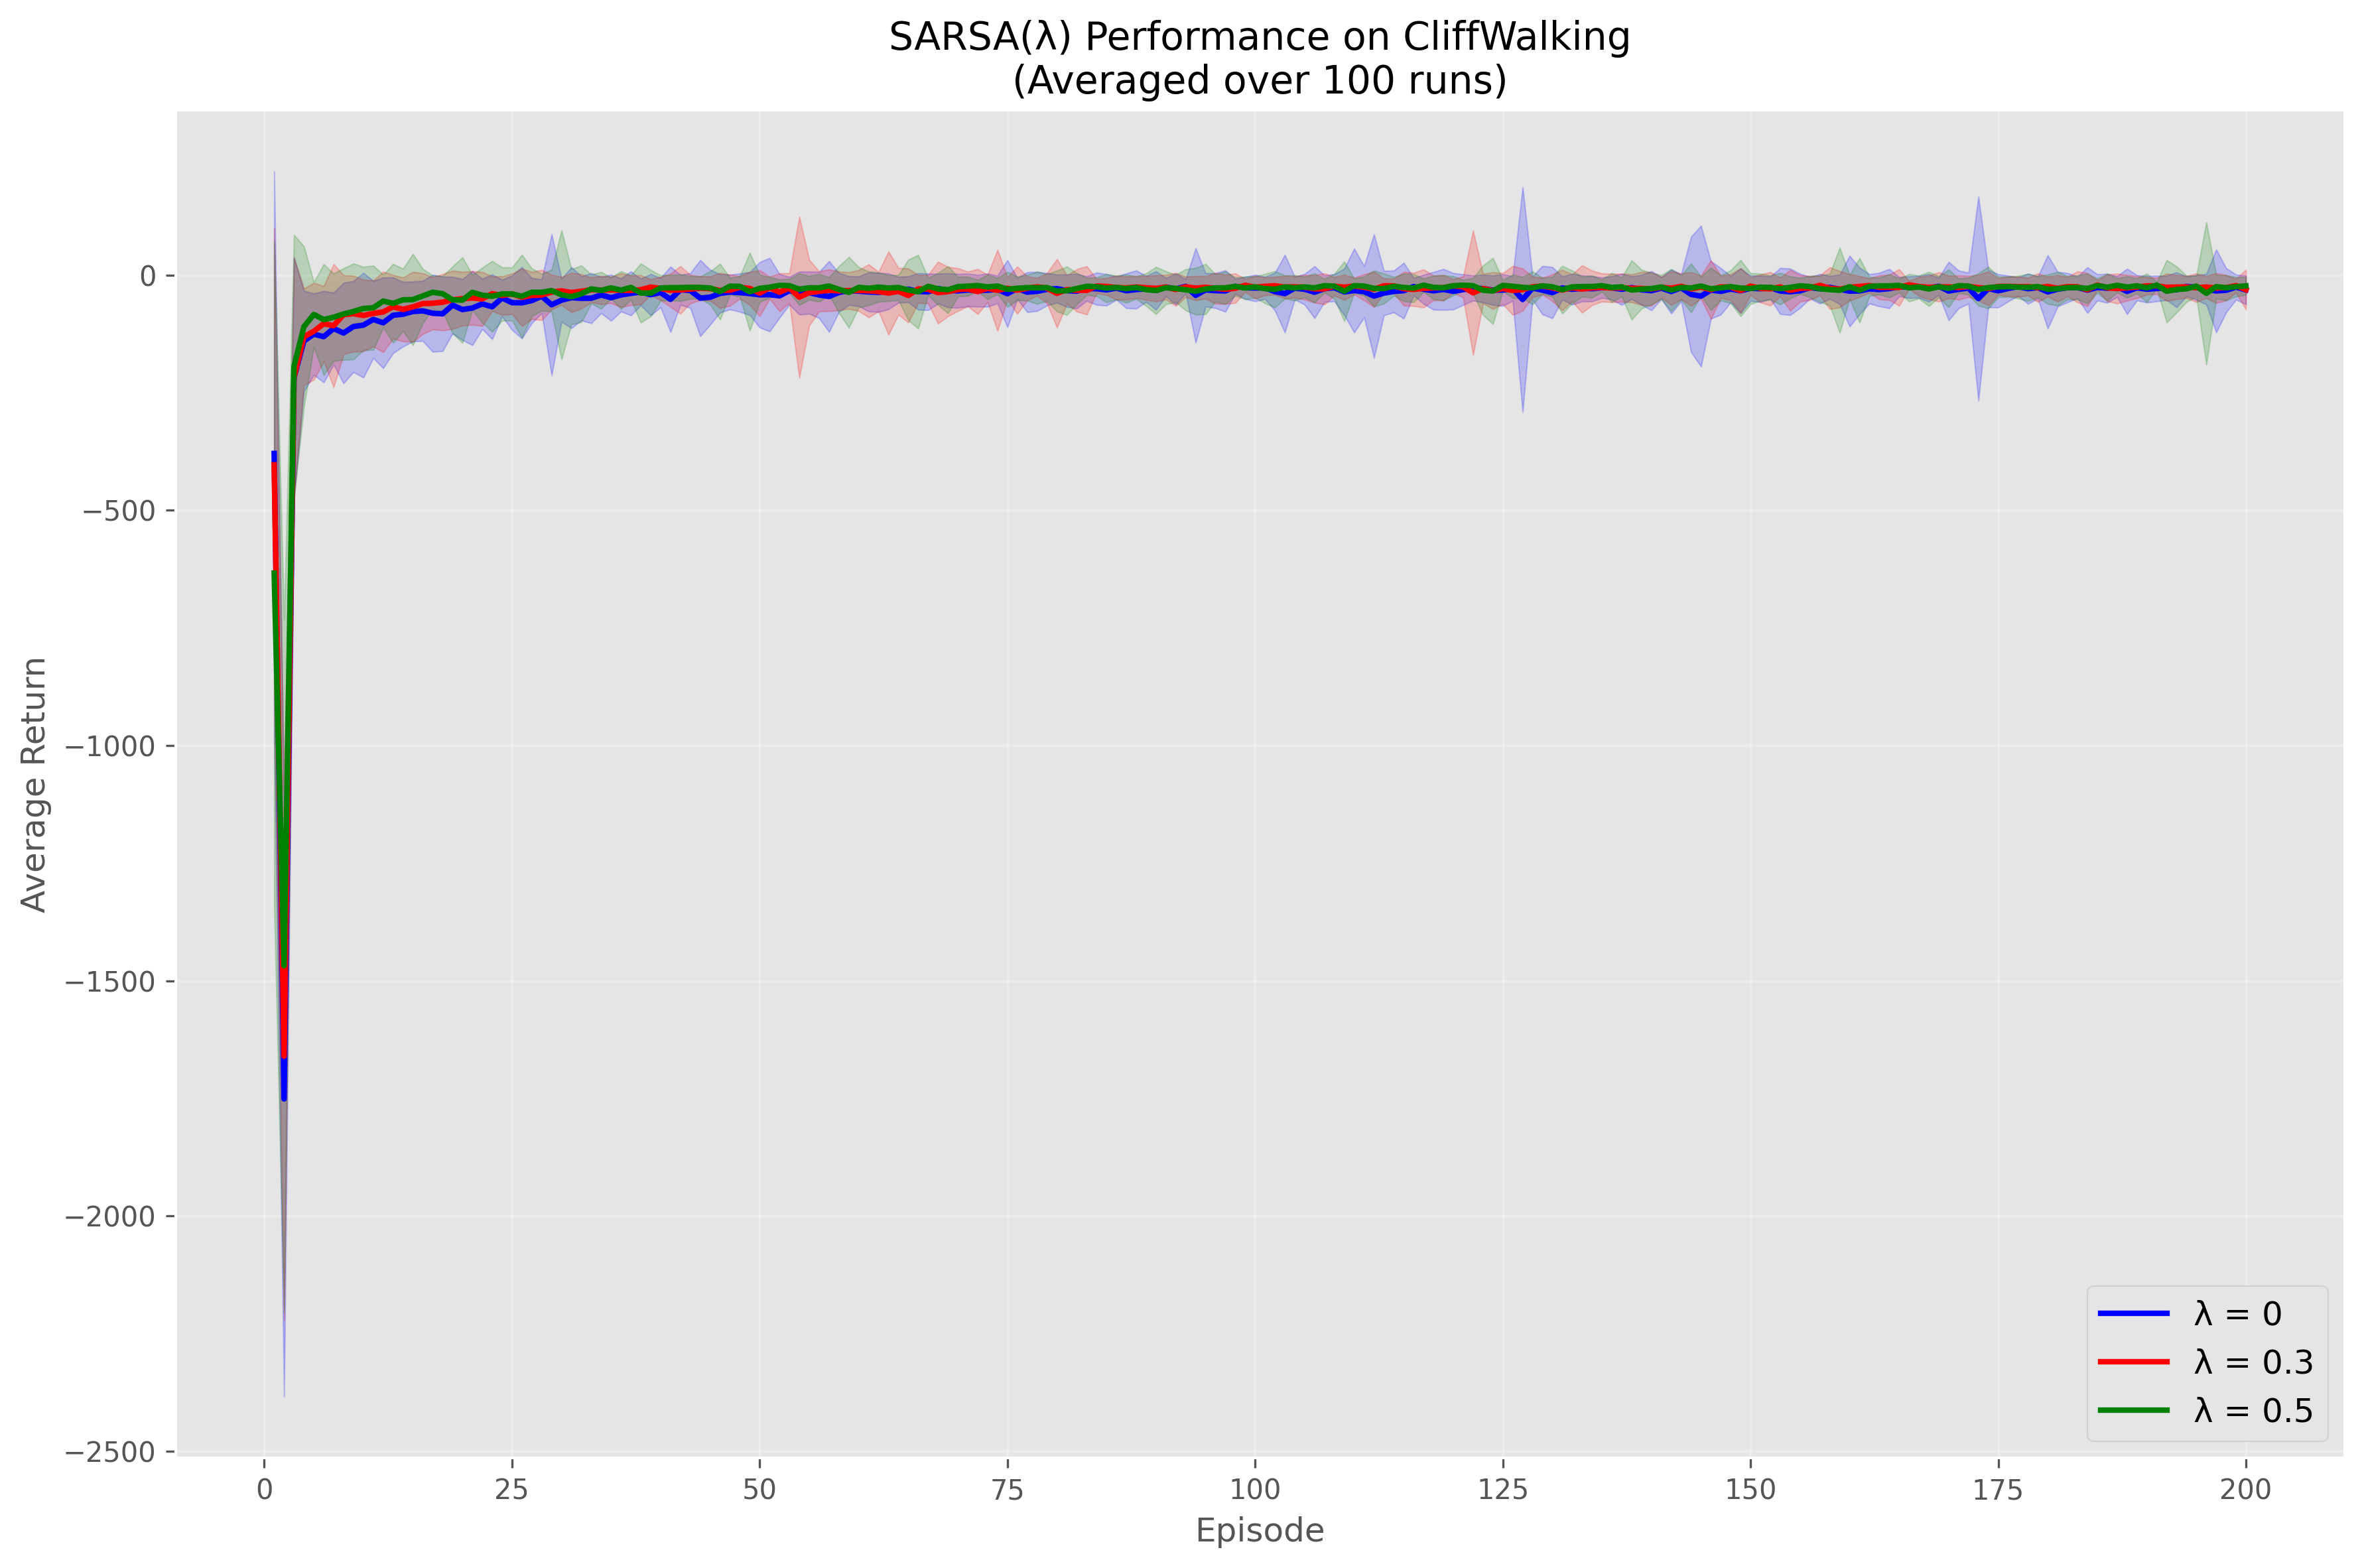 SARSA(λ) Performance on CliffWalking
(Averaged over 100 runs)
Average Return
0
−500
−1000
−1500
−2000
−2500
0 25 50 75 100 125 150 175 200
Episode
λ = 0
λ = 0.3
λ = 0.5